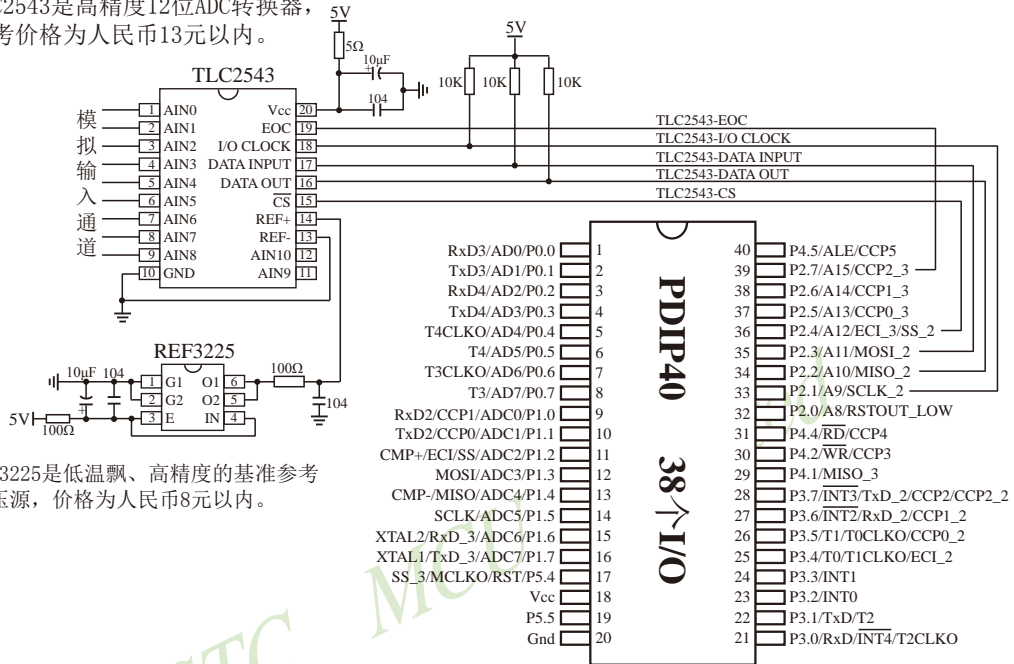 C2543是高精度12位ADC转换器，
考价格为人民币13元以内。
5V
5Ω
10μF
+
104
5V
10K
10K
10K
TLC2543
模拟输入通道
1 AIN0
2 AIN1
3 AIN2
4 AIN3
5 AIN4
6 AIN5
7 AIN6
8 AIN7
9 AIN8
10 GND
Vcc 20
EOC 19
I/O CLOCK 18
DATA INPUT 17
DATA OUT 16
CS 15
REF+ 14
REF- 13
AIN10 12
AIN9 11
TLC2543-EOC
TLC2543-I/O CLOCK
TLC2543-DATA INPUT
TLC2543-DATA OUT
TLC2543-CS
REF3225
10μF 104
+
1 G1 O1 6
2 G2 O2 5
3 E IN 4
100Ω
104
5V
100Ω
3225是低温飘、高精度的基准参考
压源，价格为人民币8元以内。
PDIP40 38个I/O
RxD3/AD0/P0.0 1
TxD3/AD1/P0.1 2
RxD4/AD2/P0.2 3
TxD4/AD3/P0.3 4
T4CLKO/AD4/P0.4 5
T4/AD5/P0.5 6
T3CLKO/AD6/P0.6 7
T3/AD7/P0.7 8
RxD2/CCP1/ADC0/P1.0 9
TxD2/CCP0/ADC1/P1.1 10
CMP+/ECI/SS/ADC2/P1.2 11
MOSI/ADC3/P1.3 12
CMP-/MISO/ADC4/P1.4 13
SCLK/ADC5/P1.5 14
XTAL2/RxD_3/ADC6/P1.6 15
XTAL1/TxD_3/ADC7/P1.7 16
SS_3/MCLKO/RST/P5.4 17
Vcc 18
P5.5 19
Gnd 20
40 P4.5/ALE/CCP5
39 P2.7/A15/CCP2_3
38 P2.6/A14/CCP1_3
37 P2.5/A13/CCP0_3
36 P2.4/A12/ECI_3/SS_2
35 P2.3/A11/MOSI_2
34 P2.2/A10/MISO_2
33 P2.1/A9/SCLK_2
32 P2.0/A8/RSTOUT_LOW
31 P4.4/RD/CCP4
30 P4.2/WR/CCP3
29 P4.1/MISO_3
28 P3.7/INT3/TxD_2/CCP2/CCP2_2
27 P3.6/INT2/RxD_2/CCP1_2
26 P3.5/T1/T0CLKO/CCP0_2
25 P3.4/T0/T1CLKO/ECI_2
24 P3.3/INT1
23 P3.2/INT0
22 P3.1/TxD/T2
21 P3.0/RxD/INT4/T2CLKO
STC MCU